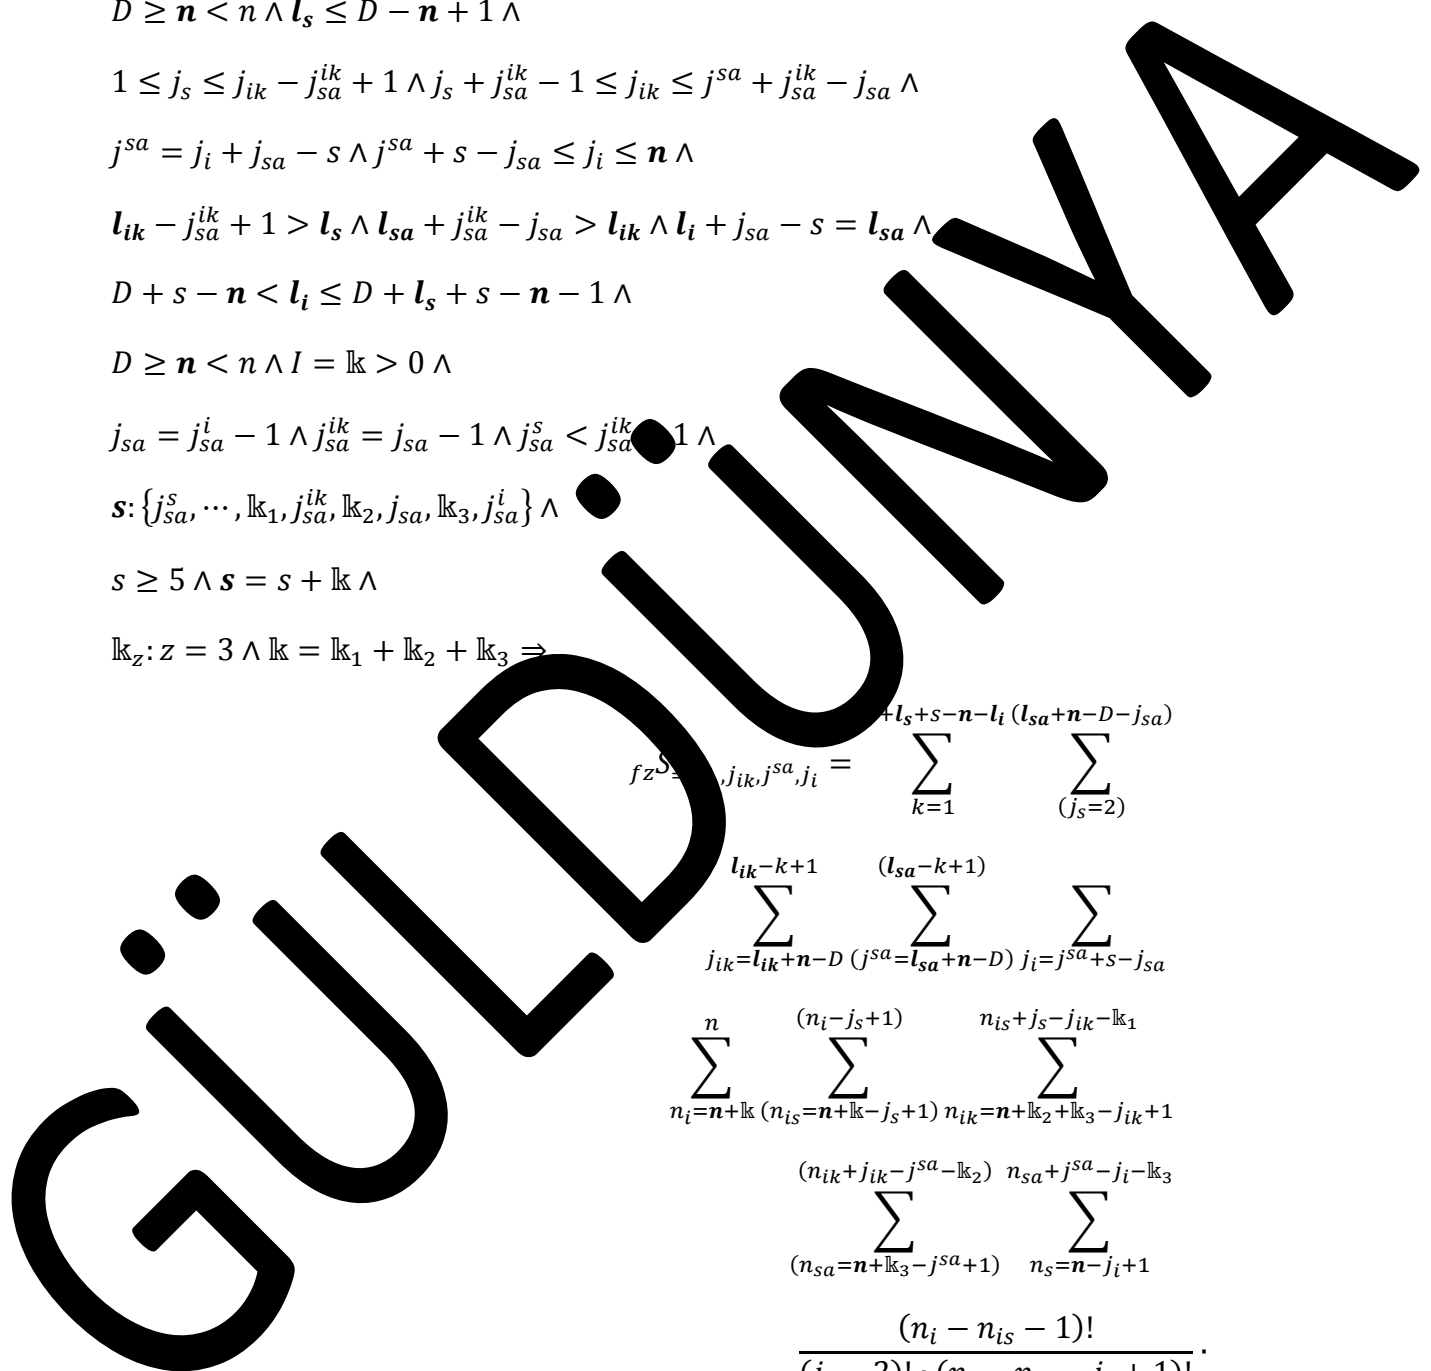 D ≥ n < n ∧ l_s ≤ D − n + 1 ∧
1 ≤ j_s ≤ j_{ik} − j_{sa}^{ik} + 1 ∧ j_s + j_{sa}^{ik} − 1 ≤ j_{ik} ≤ j^{sa} + j_{sa}^{ik} − j_{sa} ∧
j^{sa} = j_i + j_{sa} − s ∧ j^{sa} + s − j_{sa} ≤ j_i ≤ n ∧
l_{ik} − j_{sa}^{ik} + 1 > l_s ∧ l_{sa} + j_{sa}^{ik} − j_{sa} > l_{ik} ∧ l_i + j_{sa} − s = l_{sa} ∧
D + s − n < l_i ≤ D + l_s + s − n − 1 ∧
D ≥ n < n ∧ I = 𝕜 > 0 ∧
j_{sa} = j_{sa}^{i} − 1 ∧ j_{sa}^{ik} = j_{sa} − 1 ∧ j_{sa}^{s} < j_{sa}^{ik} 1 ∧
s: {j_{sa}^{s}, ⋯ , 𝕜_1, j_{sa}^{ik}, 𝕜_2, j_{sa}, 𝕜_3, j_{sa}^{i}} ∧
s ≥ 5 ∧ s = s + 𝕜 ∧
𝕜_z: z = 3 ∧ 𝕜 = 𝕜_1 + 𝕜_2 + 𝕜_3 ⇒
+l_s+s−n−l_i (l_{sa}+n−D−j_{sa})
_{fz}S ,j_{ik},j^{sa},j_i = ∑ ∑
k=1 (j_s=2)
l_{ik}−k+1 (l_{sa}−k+1)
∑ ∑ ∑
j_{ik}=l_{ik}+n−D (j^{sa}=l_{sa}+n−D) j_i=j^{sa}+s−j_{sa}
n (n_i−j_s+1) n_{is}+j_s−j_{ik}−𝕜_1
∑ ∑ ∑
n_i=n+𝕜 (n_{is}=n+𝕜−j_s+1) n_{ik}=n+𝕜_2+𝕜_3−j_{ik}+1
(n_{ik}+j_{ik}−j^{sa}−𝕜_2) n_{sa}+j^{sa}−j_i−𝕜_3
∑ ∑
(n_{sa}=n+𝕜_3−j^{sa}+1) n_s=n−j_i+1
(n_i − n_{is} − 1)! ·
GÜLDÜNYA